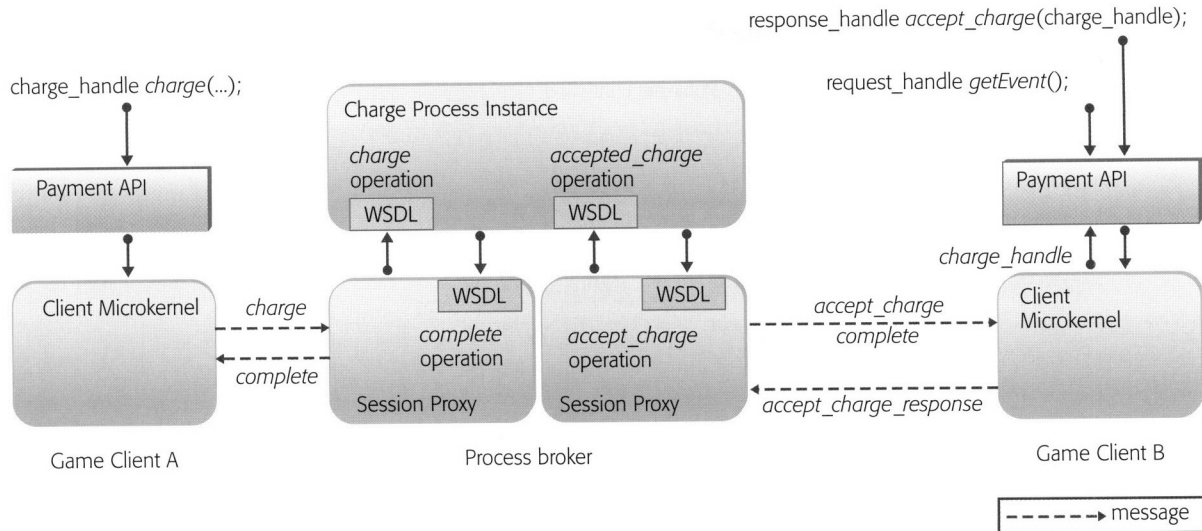 response_handle accept_charge(charge_handle);
charge_handle charge(...);
request_handle getEvent();
Charge Process Instance
charge
operation
WSDL
accepted_charge
operation
WSDL
Payment API
Payment API
charge_handle
Client Microkernel
charge
complete
WSDL
complete
operation
Session Proxy
WSDL
accept_charge
operation
Session Proxy
accept_charge
complete
accept_charge_response
Client
Microkernel
Game Client A
Process broker
Game Client B
message